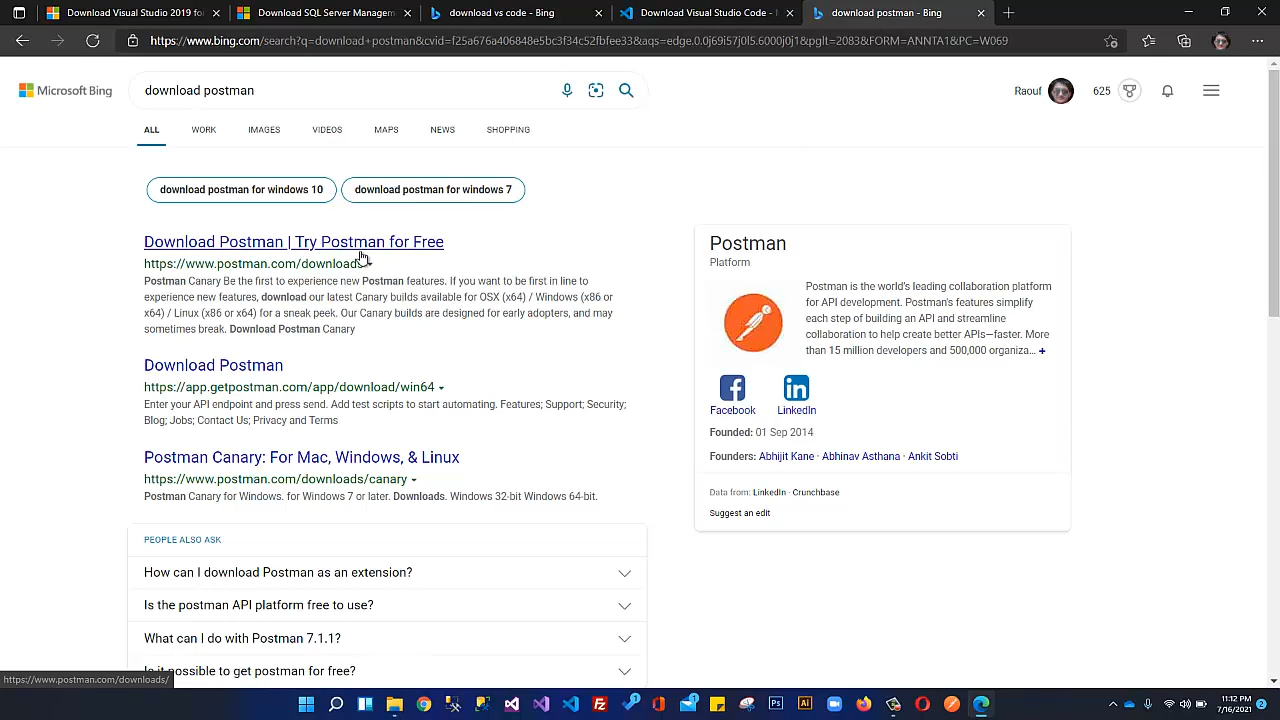 Download Visual Studio 2019 fo
Download SQL Server Managem
download vs code - Bing
Download Visual Studio Code -
download postman - Bing
https://www.bing.com/search?q=download+postman&cvid=f25a676a406848e5bc3f34c52fbfee33&aqs=edge.0.0j69i57j0l5.6000j0j1&pglt=2083&FORM=ANNTA1&PC=W069
Microsoft Bing
download postman
Raouf
625
ALL WORK IMAGES VIDEOS MAPS NEWS SHOPPING
download postman for windows 10
download postman for windows 7
Download Postman | Try Postman for Free
https://www.postman.com/downloads
Postman Canary Be the first to experience new Postman features. If you want to be first in line to
experience new features, download our latest Canary builds available for OSX (x64) / Windows (x86 or
x64) / Linux (x86 or x64) for a sneak peek. Our Canary builds are designed for early adopters, and may
sometimes break. Download Postman Canary
Download Postman
https://app.getpostman.com/app/download/win64
Enter your API endpoint and press send. Add test scripts to start automating. Features; Support; Security;
Blog; Jobs; Contact Us; Privacy and Terms
Postman Canary: For Mac, Windows, & Linux
https://www.postman.com/downloads/canary
Postman Canary for Windows. for Windows 7 or later. Downloads. Windows 32-bit Windows 64-bit.
PEOPLE ALSO ASK
How can I download Postman as an extension?
Is the postman API platform free to use?
What can I do with Postman 7.1.1?
Is it possible to get postman for free?
Postman
Platform
Postman is the world's leading collaboration platform
for API development. Postman's features simplify
each step of building an API and streamline
collaboration to help create better APIs—faster. More
than 15 million developers and 500,000 organiza... +
Facebook
LinkedIn
Founded: 01 Sep 2014
Founders: Abhijit Kane · Abhinav Asthana · Ankit Sobti
Data from: LinkedIn · Crunchbase
Suggest an edit
https://www.postman.com/downloads/
Ps
Ai
11:12 PM
7/16/2021